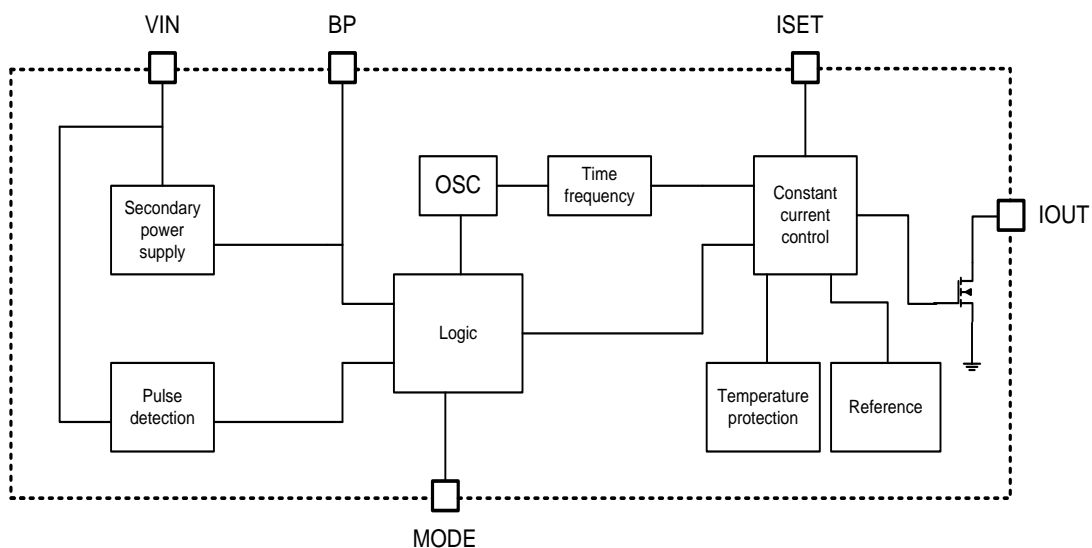 VIN
BP
ISET
OSC
Time
frequency
Constant
current
control
Secondary
power
supply
IOUT
Logic
Pulse
detection
Temperature
protection
Reference
MODE